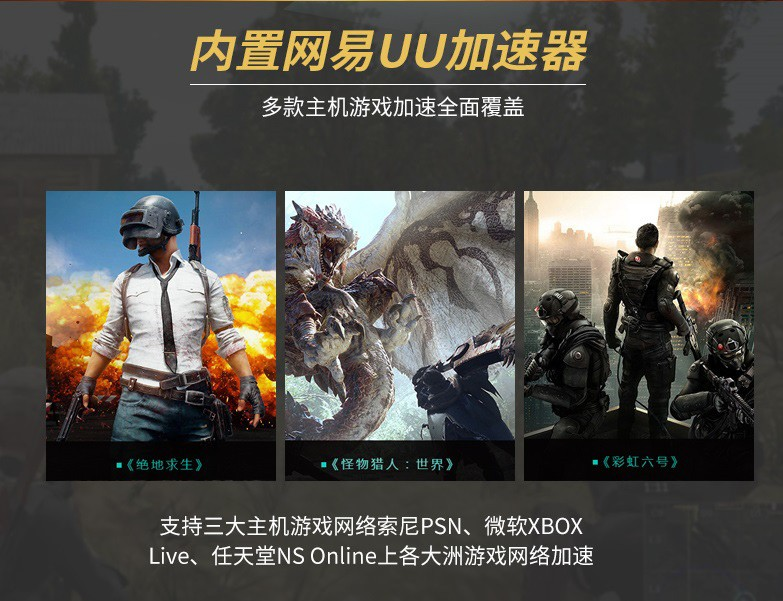 内置网易UU加速器
多款主机游戏加速全面覆盖
■《绝地求生》
■《怪物猎人：世界》
■《彩虹六号》
支持三大主机游戏网络索尼PSN、微软XBOX
Live、任天堂NS Online上各大洲游戏网络加速